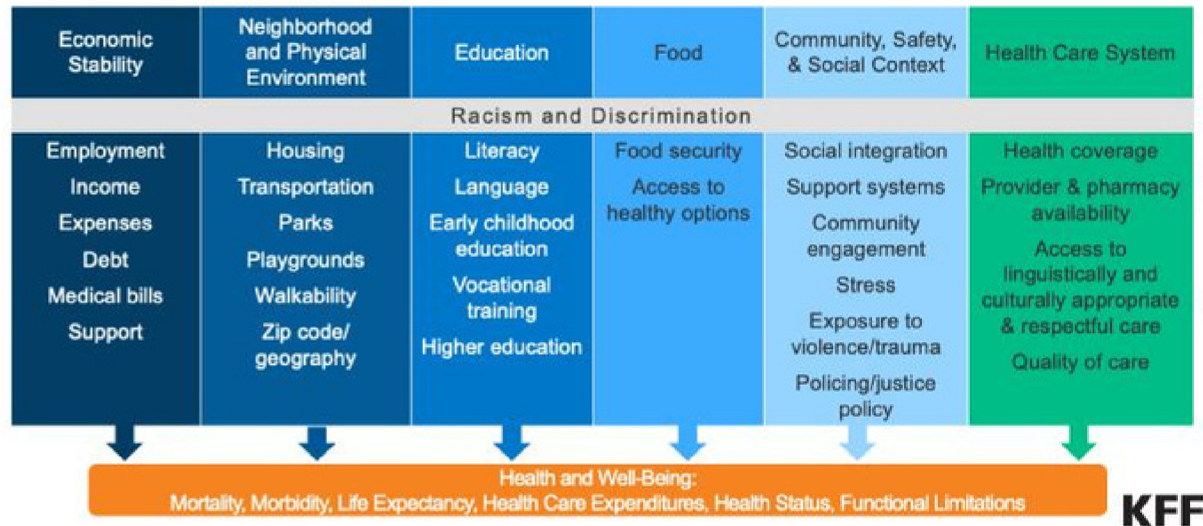 Economic
Stability
Neighborhood
and Physical
Environment
Education
Food
Community, Safety,
& Social Context
Health Care System
Racism and Discrimination
Employment
Income
Expenses
Debt
Medical bills
Support
Housing
Transportation
Parks
Playgrounds
Walkability
Zip code/
geography
Literacy
Language
Early childhood
education
Vocational
training
Higher education
Food security
Access to
healthy options
Social integration
Support systems
Community
engagement
Stress
Exposure to
violence/trauma
Policing/justice
policy
Health coverage
Provider & pharmacy
availability
Access to
linguistically and
culturally appropriate
& respectful care
Quality of care
Health and Well-Being:
Mortality, Morbidity, Life Expectancy, Health Care Expenditures, Health Status, Functional Limitations
KFF